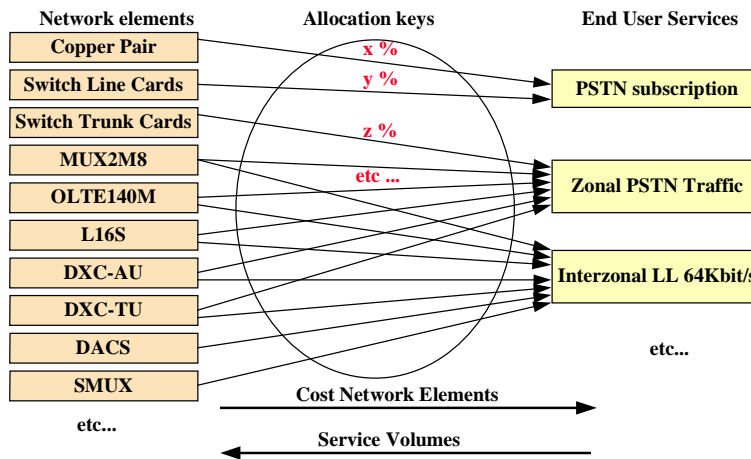 Network elements
Allocation keys
End User Services
Copper Pair
Switch Line Cards
Switch Trunk Cards
MUX2M8
OLTE140M
L16S
DXC-AU
DXC-TU
DACS
SMUX
etc...
x %
y %
z %
etc ...
PSTN subscription
Zonal PSTN Traffic
Interzonal LL 64Kbit/s
etc...
Cost Network Elements
Service Volumes